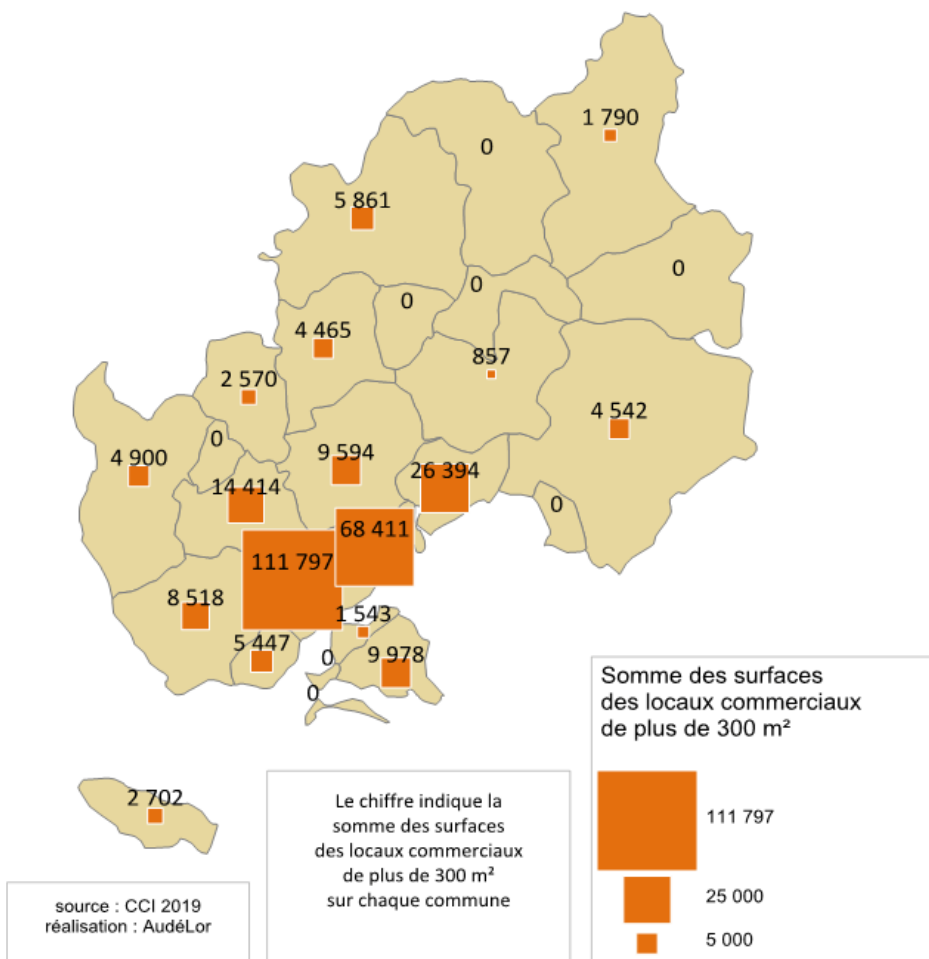 1 790
0
5 861
0
0
0
4 465
857
2 570
4 542
0
9 594
4 900
26 394
14 414
0
68 411
111 797
8 518
1 543
5 447
0
9 978
0
2 702
Somme des surfaces
des locaux commerciaux
de plus de 300 m²
111 797
25 000
5 000
Le chiffre indique la
somme des surfaces
des locaux commerciaux
de plus de 300 m²
sur chaque commune
source : CCI 2019
réalisation : AudéLor